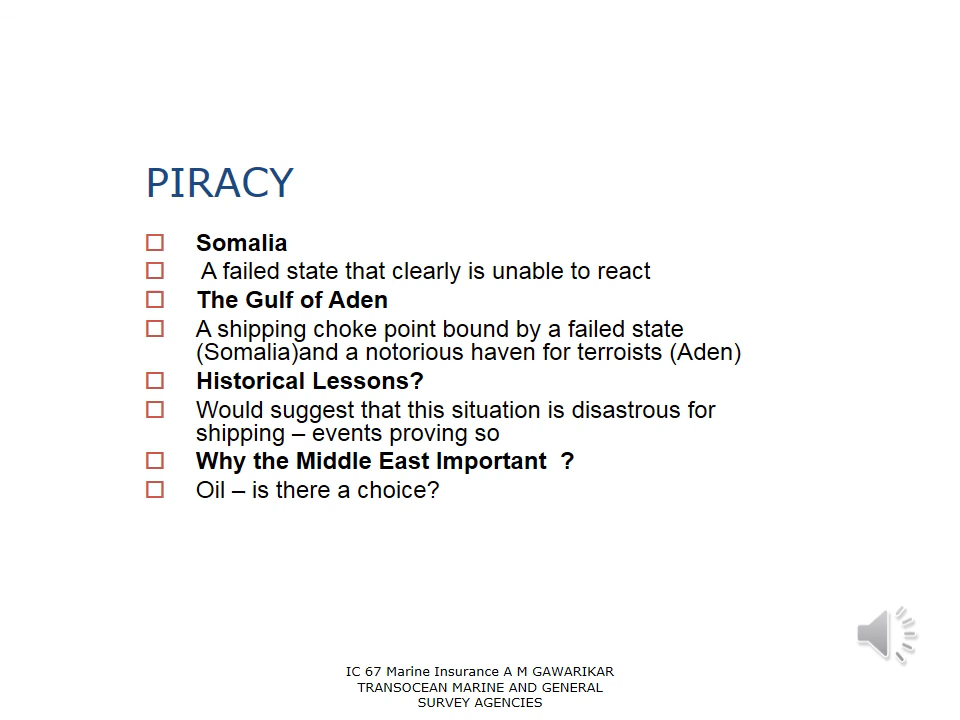 PIRACY
Somalia
A failed state that clearly is unable to react
The Gulf of Aden
A shipping choke point bound by a failed state
(Somalia)and a notorious haven for terroists (Aden)
Historical Lessons?
Would suggest that this situation is disastrous for
shipping – events proving so
Why the Middle East Important  ?
Oil – is there a choice?
IC 67 Marine Insurance A M GAWARIKAR
TRANSOCEAN MARINE AND GENERAL
SURVEY AGENCIES